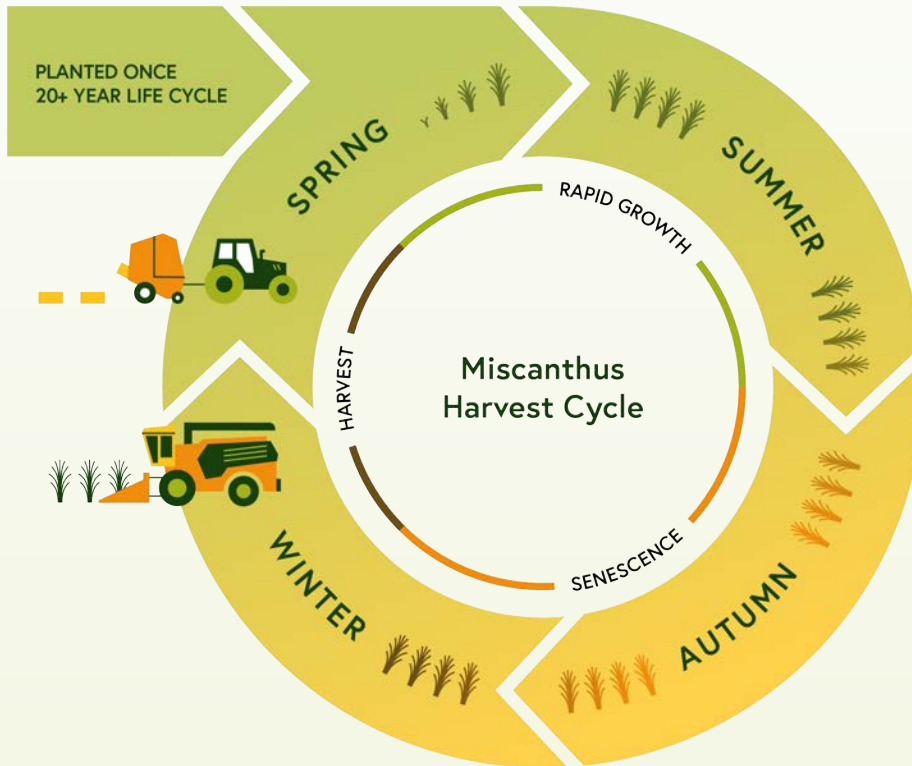 PLANTED ONCE
20+ YEAR LIFE CYCLE
SPRING
SUMMER
RAPID GROWTH
HARVEST
Miscanthus
Harvest Cycle
SENESCENCE
WINTER
AUTUMN